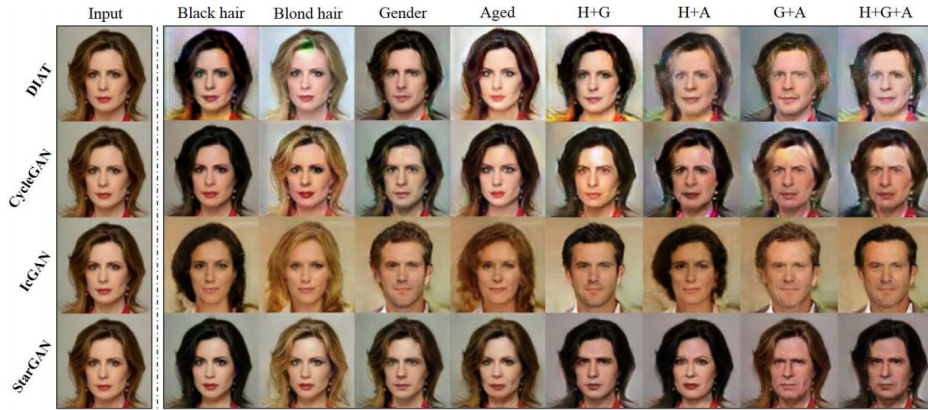 Input Black hair Blond hair Gender Aged H+G H+A G+A H+G+A
DIAT
CycleGAN
IcGAN
StarGAN